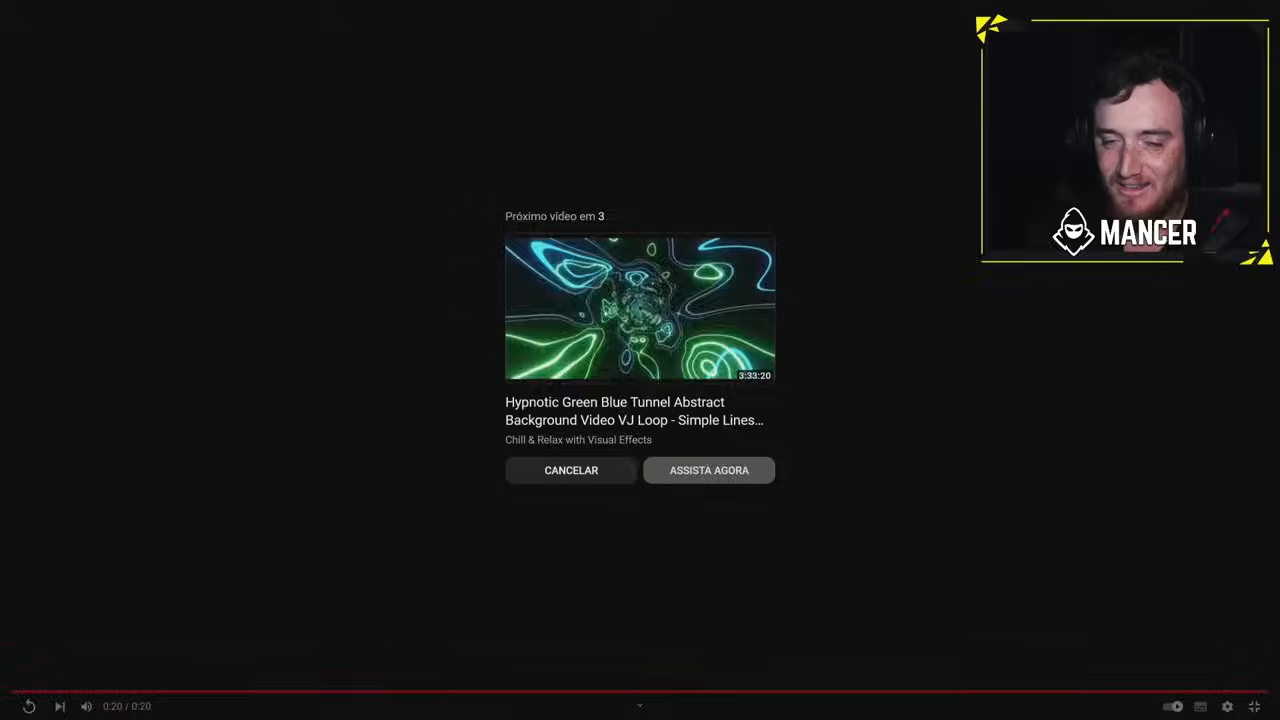 MANCER
Próximo vídeo em 3
3:33:20
Hypnotic Green Blue Tunnel Abstract
Background Video VJ Loop - Simple Lines...
Chill & Relax with Visual Effects
CANCELAR
ASSISTA AGORA
0:20 / 0:20